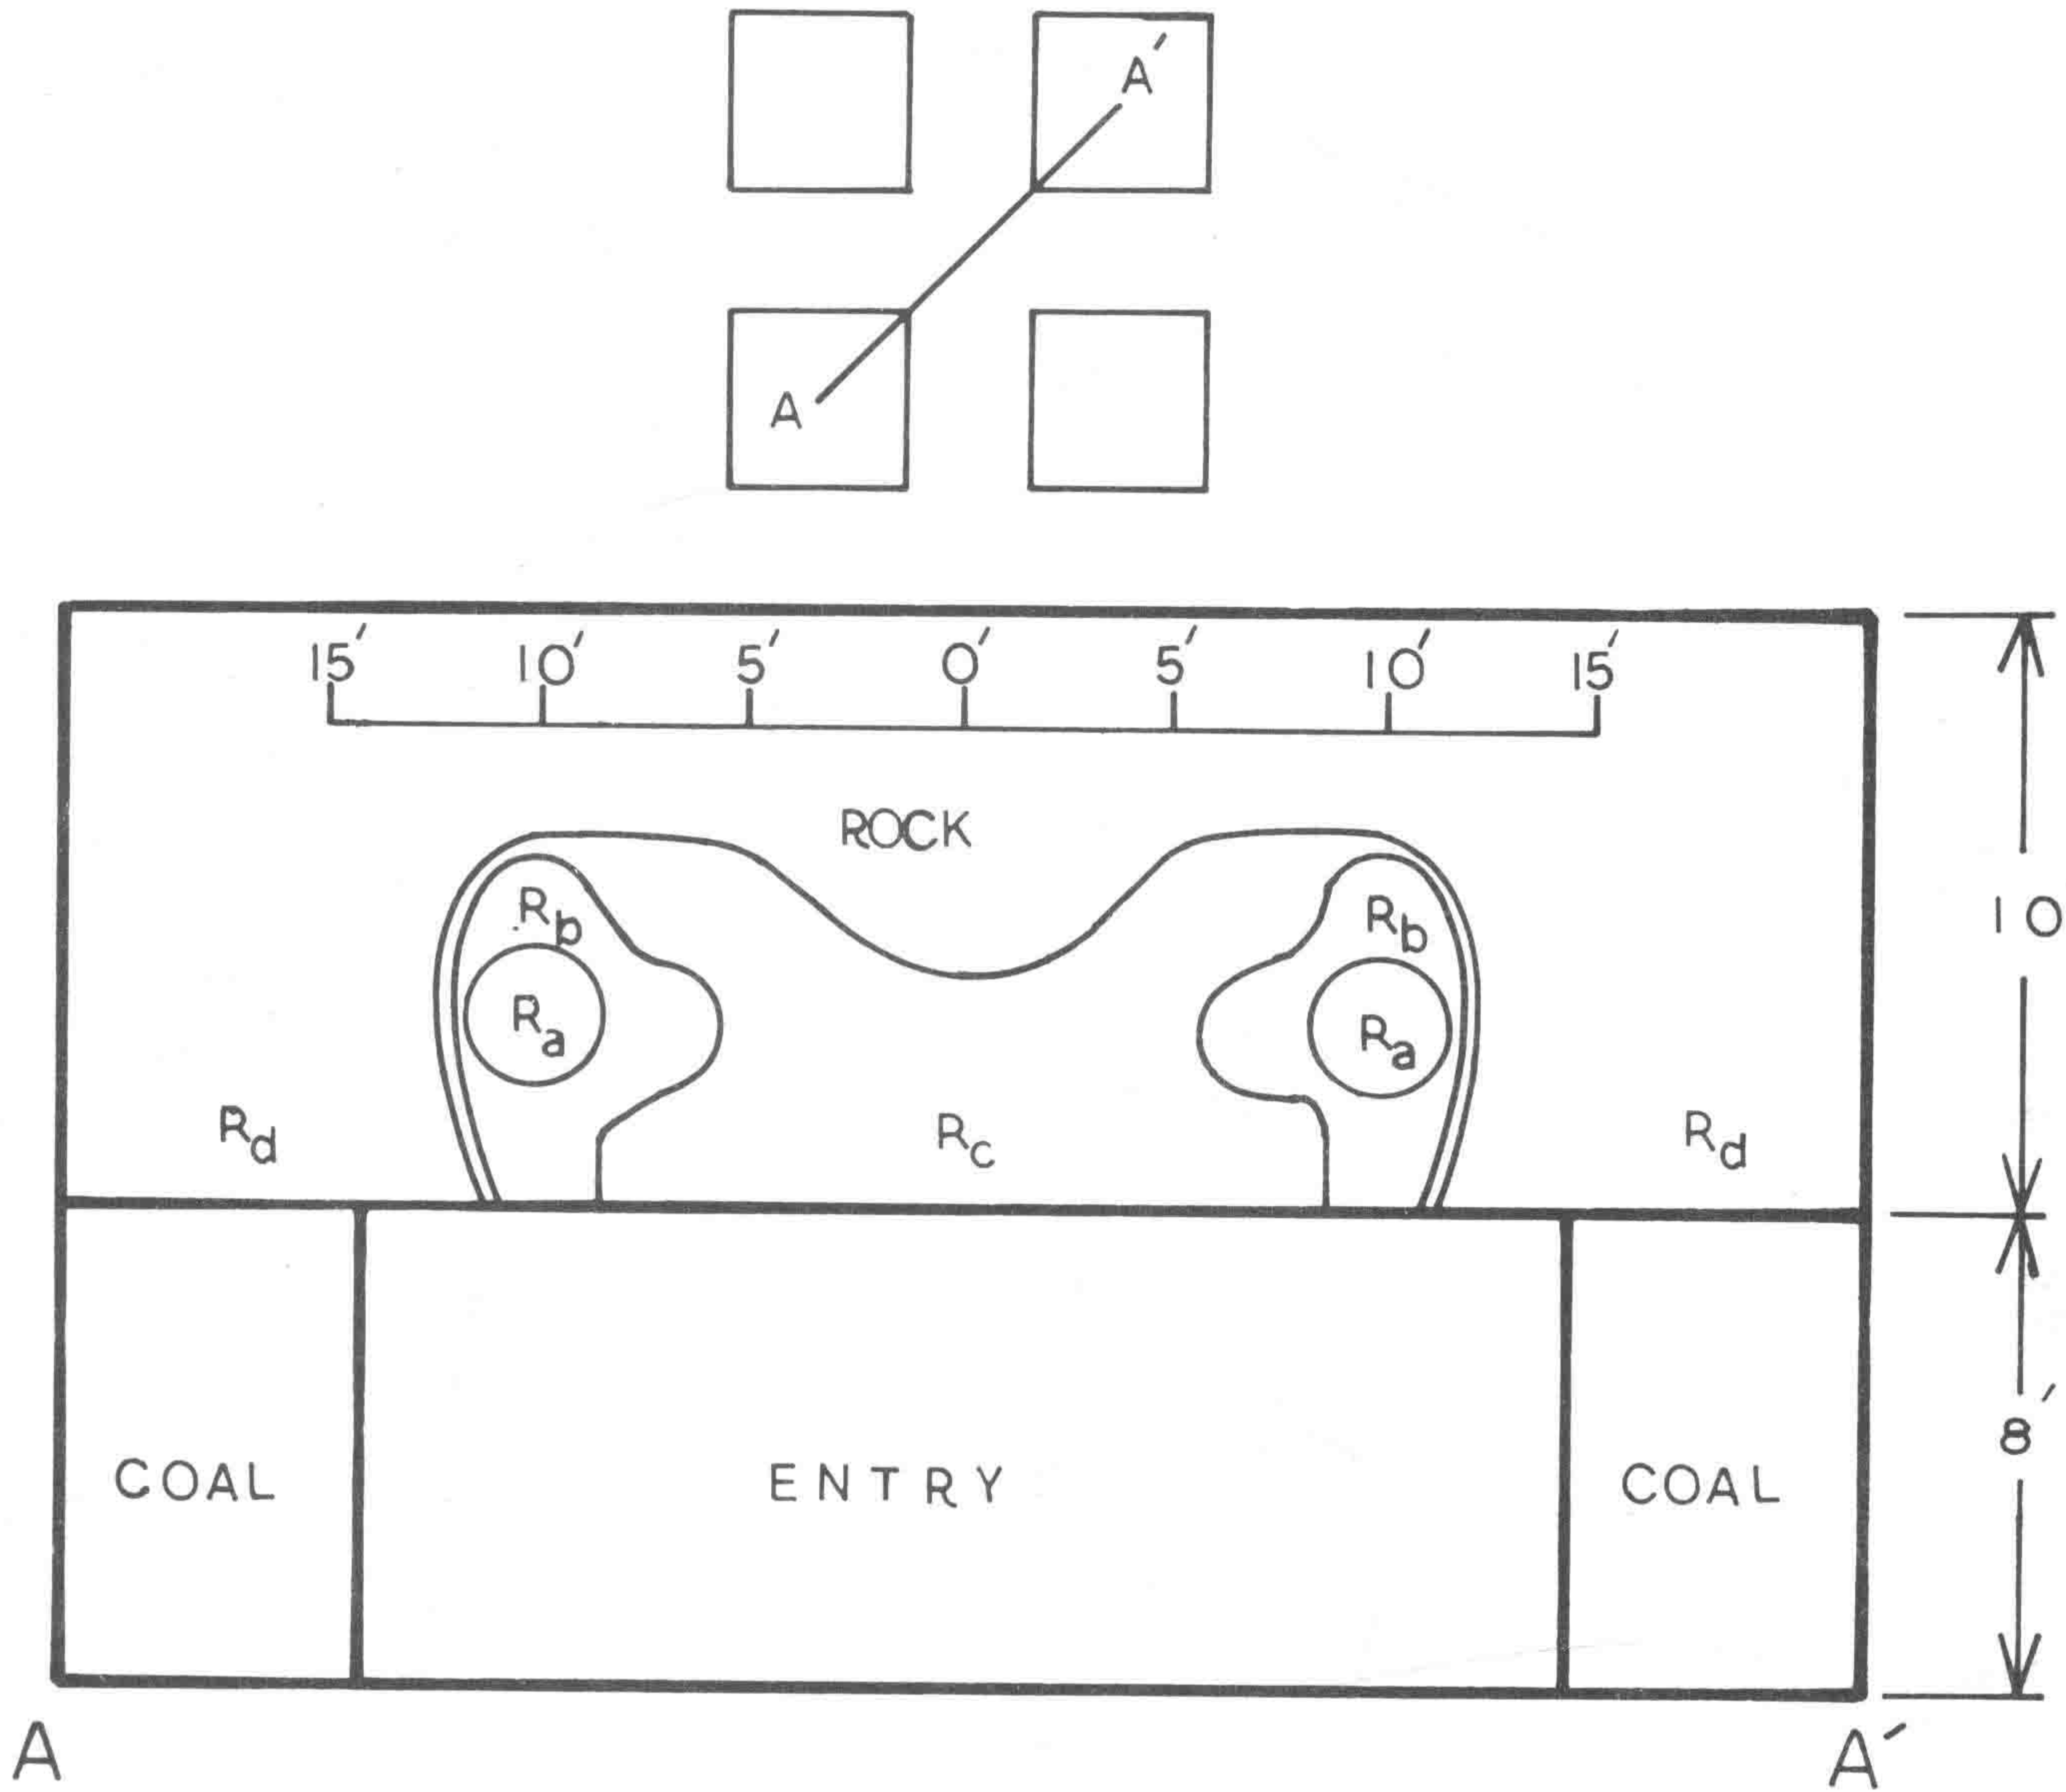 A′
A
15′ 10′ 5′ 0′ 5′ 10′ 15′
ROCK
Rb Rb
10
Ra Ra
Rd Rc Rd
8′
COAL ENTRY COAL
A A′